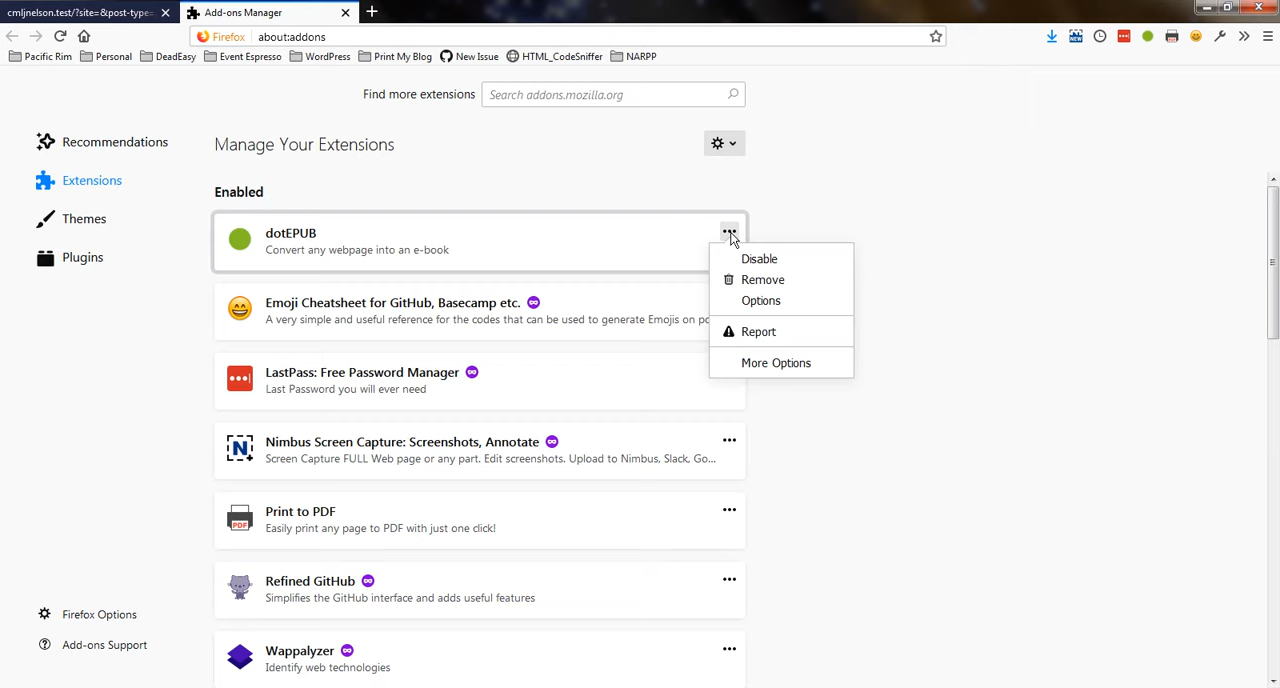 cmljnelson.test/?site=&post-type=
Add-ons Manager
Firefox about:addons
Pacific Rim Personal DeadEasy Event Espresso WordPress Print My Blog New Issue HTML_CodeSniffer NARPP
Find more extensions Search addons.mozilla.org
Recommendations
Extensions
Themes
Plugins
Manage Your Extensions
Enabled
dotEPUB
Convert any webpage into an e-book
Disable
Remove
Options
Report
More Options
Emoji Cheatsheet for GitHub, Basecamp etc.
A very simple and useful reference for the codes that can be used to generate Emojis on po
LastPass: Free Password Manager
Last Password you will ever need
N
Nimbus Screen Capture: Screenshots, Annotate
Screen Capture FULL Web page or any part. Edit screenshots. Upload to Nimbus, Slack, Go...
PDF
Print to PDF
Easily print any page to PDF with just one click!
Refined GitHub
Simplifies the GitHub interface and adds useful features
Wappalyzer
Identify web technologies
Firefox Options
Add-ons Support